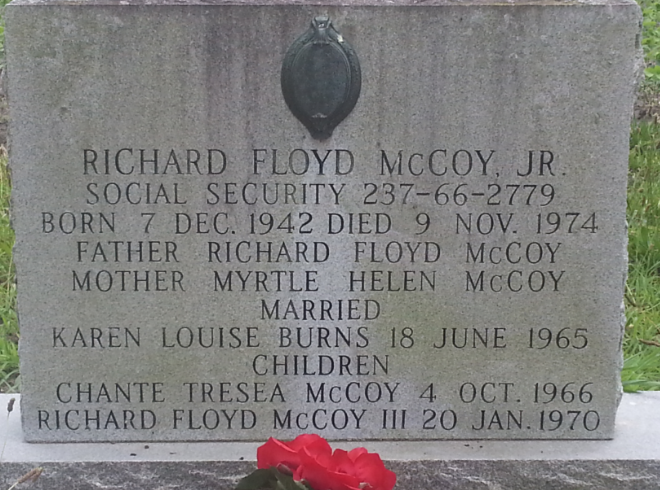 RICHARD FLOYD McCOY, JR.
SOCIAL SECURITY 237-66-2779
BORN 7 DEC. 1942 DIED 9 NOV. 1974
FATHER RICHARD FLOYD McCOY
MOTHER MYRTLE HELEN McCOY
MARRIED
KAREN LOUISE BURNS 18 JUNE 1965
CHILDREN
CHANTE TRESEA McCOY 4 OCT. 1966
RICHARD FLOYD McCOY III 20 JAN. 1970